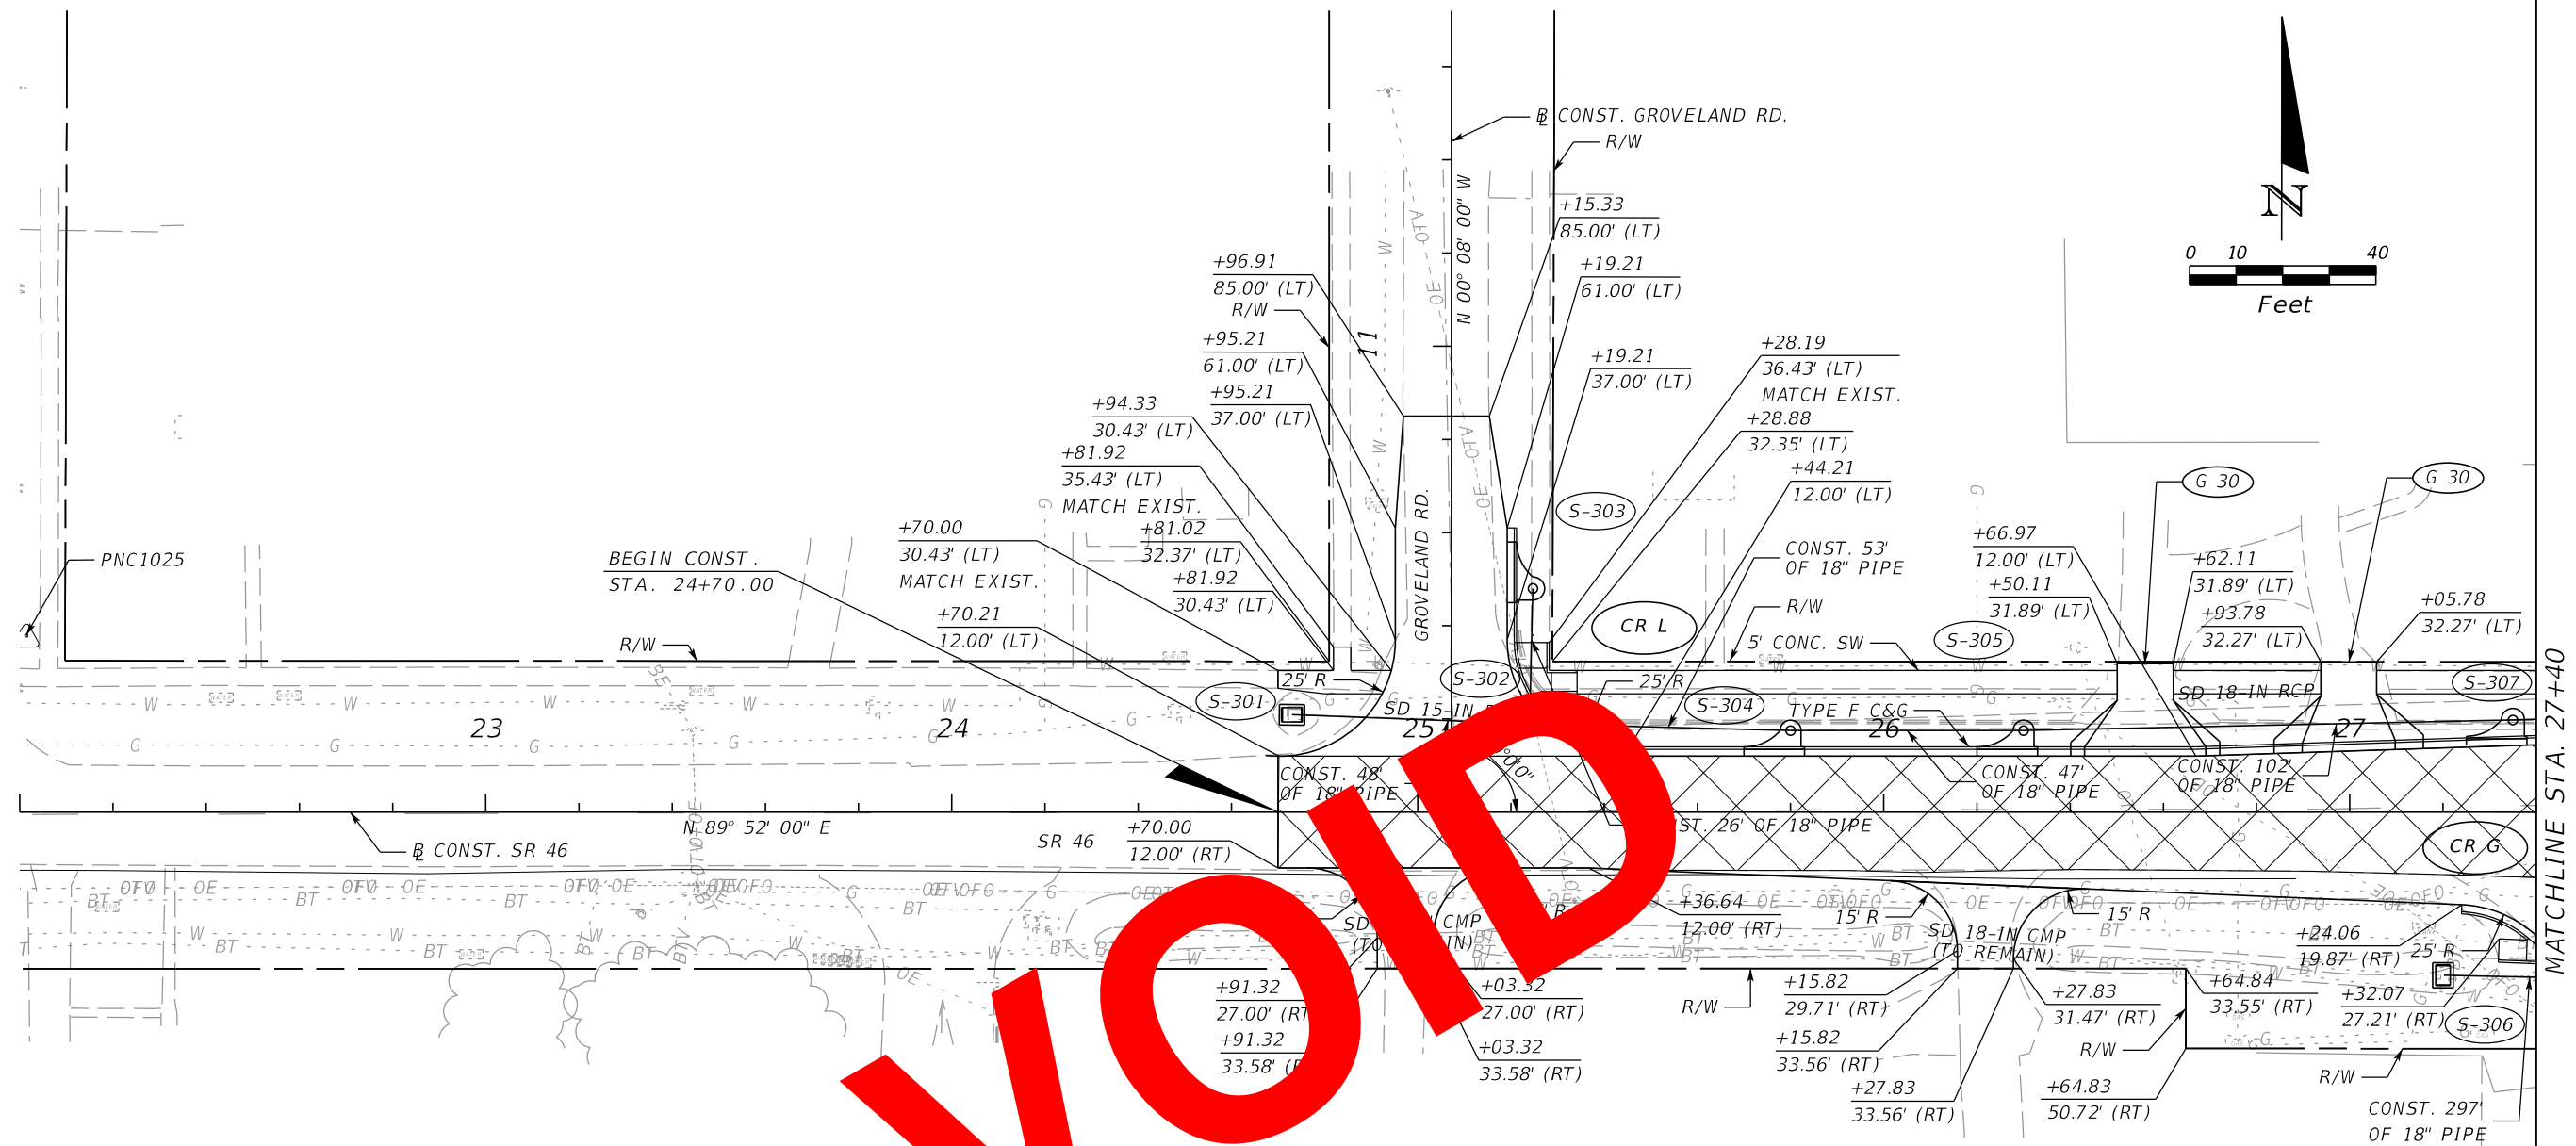 B CONST. GROVELAND RD.
R/W
N
0 10 40
Feet
N 00° 08' 00" W
+15.33
85.00' (LT)
+96.91
85.00' (LT)
R/W
+19.21
61.00' (LT)
+95.21
61.00' (LT)
11
+28.19
36.43' (LT)
MATCH EXIST.
+19.21
37.00' (LT)
+95.21
37.00' (LT)
+94.33
30.43' (LT)
+28.88
32.35' (LT)
+81.92
35.43' (LT)
MATCH EXIST.
+44.21
12.00' (LT)
G 30
G 30
S-303
+70.00
30.43' (LT)
MATCH EXIST.
+81.02
32.37' (LT)
+81.92
30.43' (LT)
GROVELAND RD.
CONST. 53'
OF 18" PIPE
+66.97
12.00' (LT)
+62.11
31.89' (LT)
PNC1025
BEGIN CONST.
STA. 24+70.00
+50.11
31.89' (LT)
+93.78
32.27' (LT)
+05.78
32.27' (LT)
+70.21
12.00' (LT)
R/W
CR L
R/W
5' CONC. SW
S-305
25' R
S-301
S-302
25' R
S-304
SD 18-IN RCP
S-307
SD 15-IN
TYPE F C&G
23
24
25
26
27
CONST. 48'
OF 18" PIPE
CONST. 47'
OF 18" PIPE
CONST. 102'
OF 18" PIPE
MATCHLINE STA. 27+40
N 89° 52' 00" E
B CONST. SR 46
SR 46
+70.00
12.00' (RT)
ST. 26' OF 18" PIPE
CR G
VOID
SD CMP
+36.64
12.00' (RT)
15' R
15' R
SD 18-IN CMP
(TO REMAIN)
+24.06
19.87' (RT)
25' R
+91.32
27.00' (RT
+03.32
27.00' (RT)
R/W
+15.82
29.71' (RT)
+27.83
31.47' (RT)
+64.84
33.55' (RT)
+32.07
27.21' (RT)
S-306
+91.32
33.58'
+03.32
33.58' (RT)
+15.82
33.56' (RT)
R/W
R/W
+27.83
33.56' (RT)
+64.83
50.72' (RT)
CONST. 297'
OF 18" PIPE